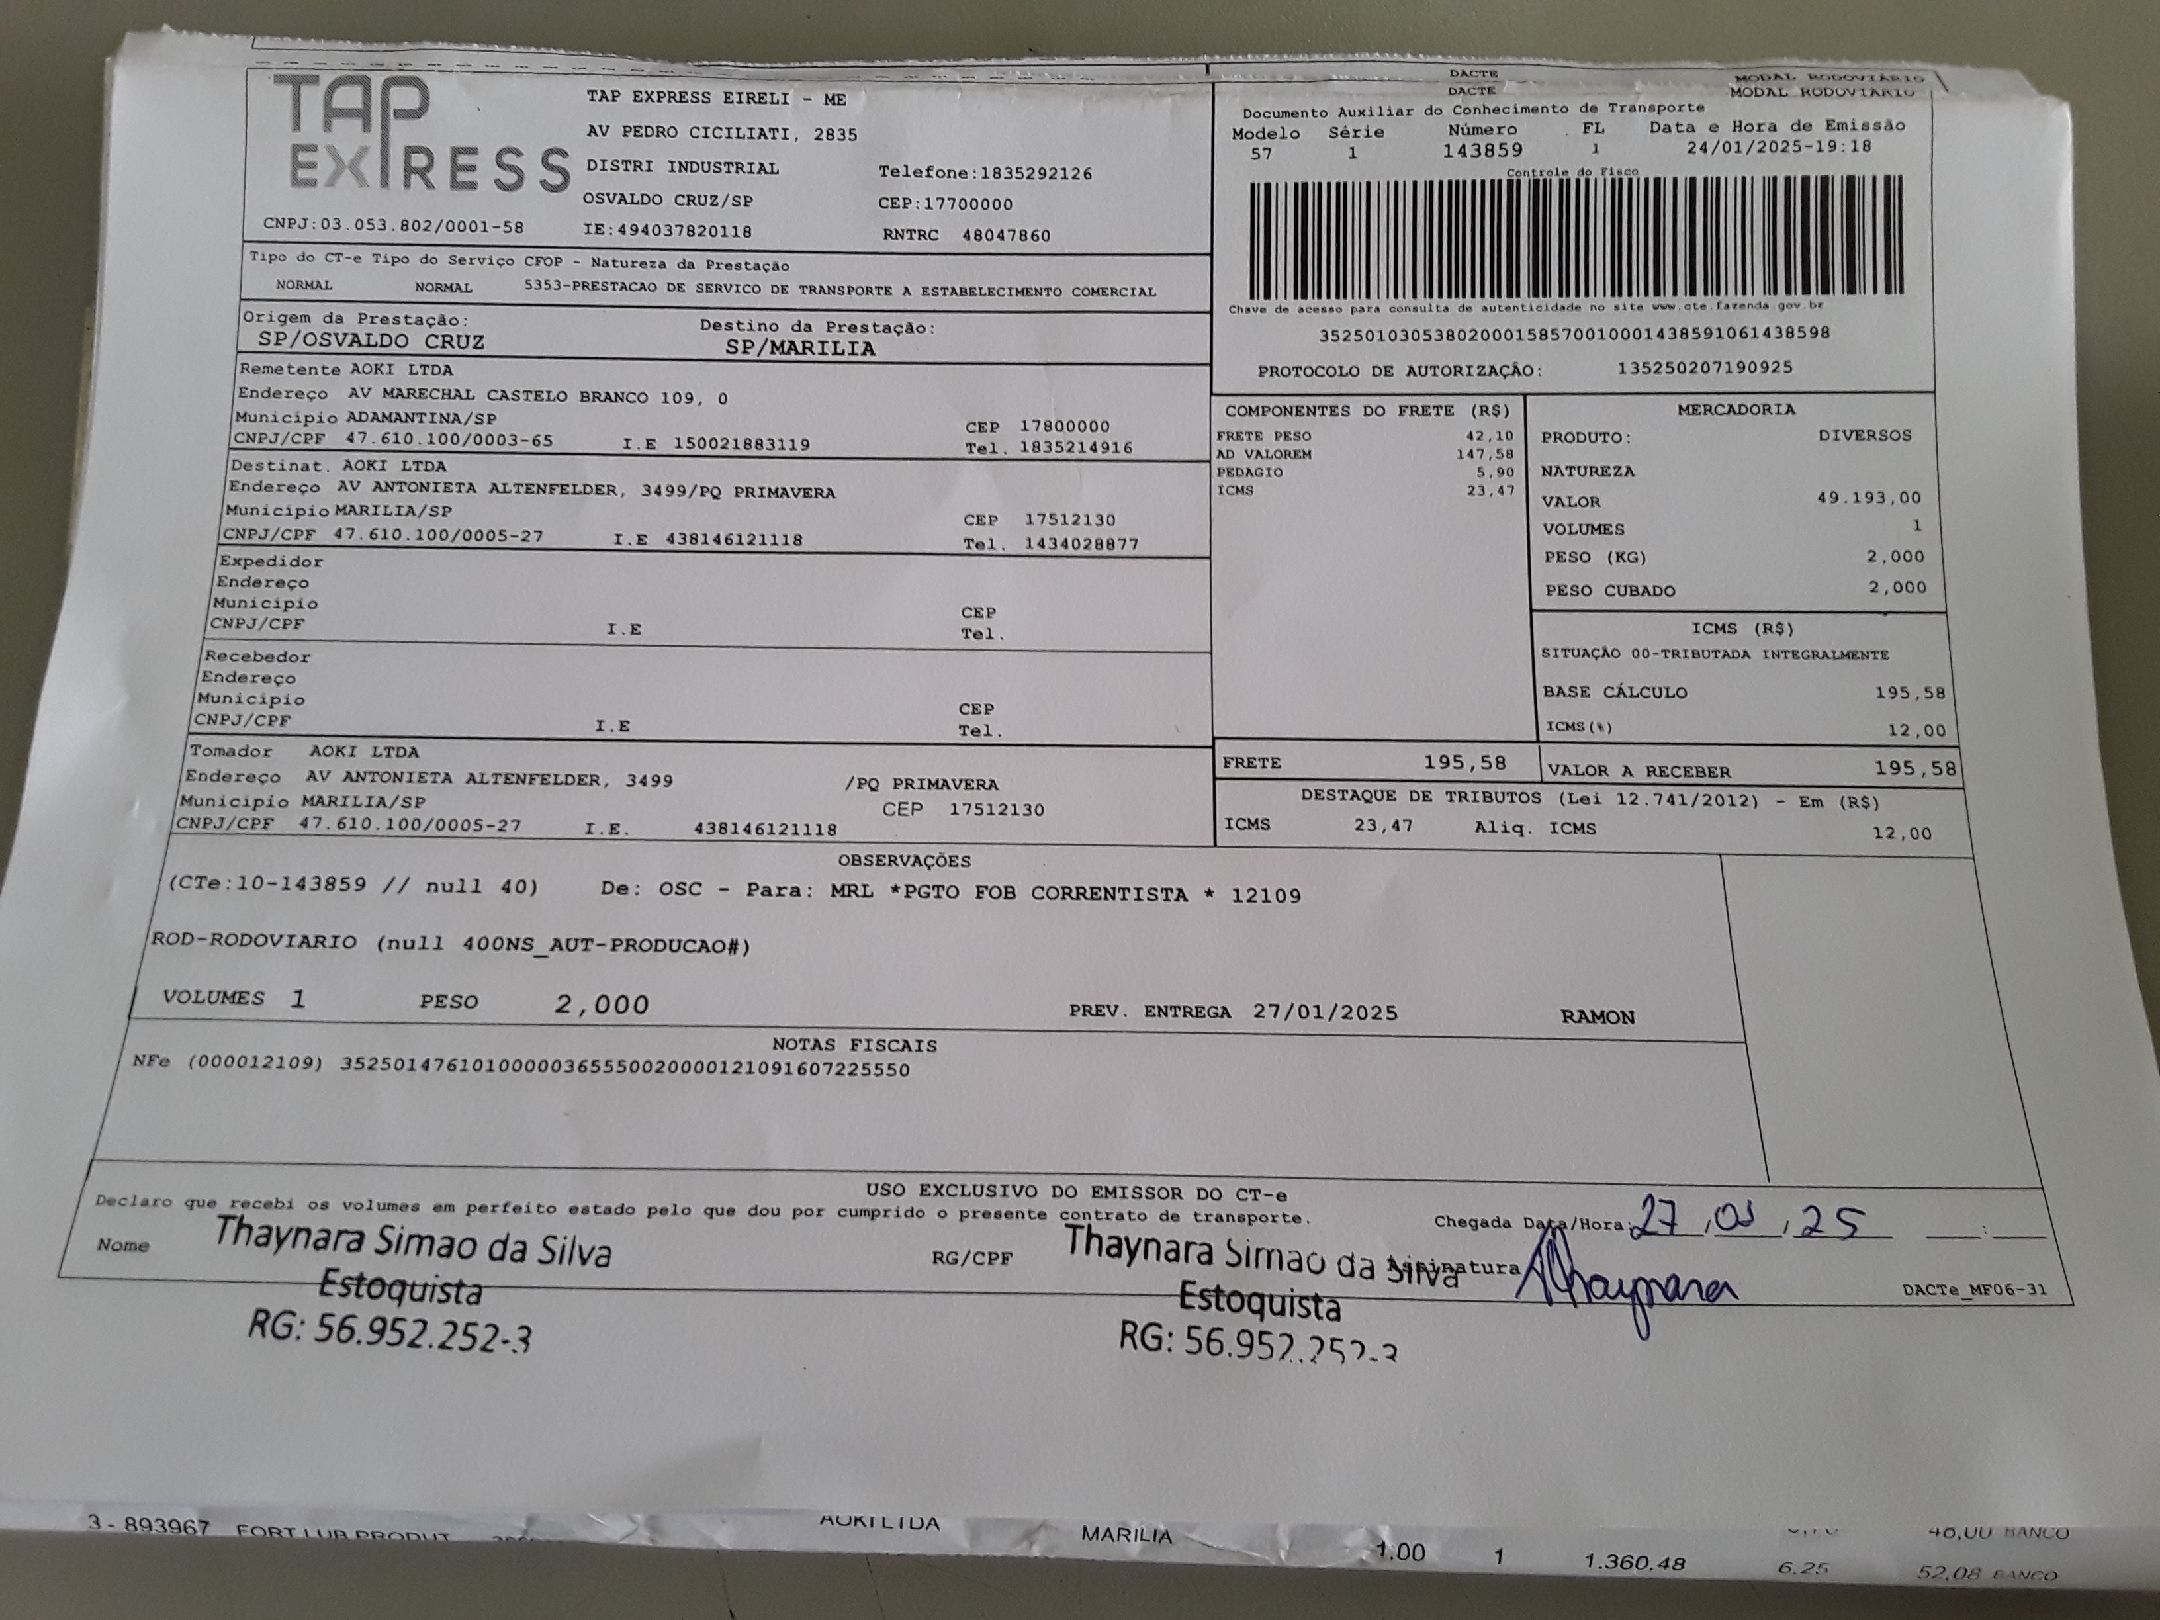 DACTE
MODAL RODOVIÁRIO
DACTE
MODAL RODOVIÁRIO
TAP EXPRESS
TAP EXPRESS EIRELI - ME
AV PEDRO CICILIATI, 2835
DISTRI INDUSTRIAL Telefone:1835292126
OSVALDO CRUZ/SP CEP:17700000
CNPJ:03.053.802/0001-58 IE:494037820118 RNTRC 48047860
Documento Auxiliar do Conhecimento de Transporte
Modelo Série Número FL Data e Hora de Emissão
57 1 143859 1 24/01/2025-19:18
Controle do Fisco
Chave de acesso para consulta de autenticidade no site www.cte.fazenda.gov.br
35250103053802000158570010001438591061438598
PROTOCOLO DE AUTORIZAÇÃO: 135250207190925
Tipo do CT-e Tipo do Serviço CFOP - Natureza da Prestação
NORMAL NORMAL 5353-PRESTACAO DE SERVICO DE TRANSPORTE A ESTABELECIMENTO COMERCIAL
Origem da Prestação: Destino da Prestação:
SP/OSVALDO CRUZ SP/MARILIA
Remetente AOKI LTDA
Endereço AV MARECHAL CASTELO BRANCO 109, 0
Município ADAMANTINA/SP CEP 17800000
CNPJ/CPF 47.610.100/0003-65 I.E 150021883119 Tel. 1835214916
Destinat. AOKI LTDA
Endereço AV ANTONIETA ALTENFELDER, 3499/PQ PRIMAVERA
Município MARILIA/SP CEP 17512130
CNPJ/CPF 47.610.100/0005-27 I.E 438146121118 Tel. 1434028877
Expedidor
Endereço
Município CEP
CNPJ/CPF I.E Tel.
Recebedor
Endereço
Município CEP
CNPJ/CPF I.E Tel.
Tomador AOKI LTDA
Endereço AV ANTONIETA ALTENFELDER, 3499 /PQ PRIMAVERA
Município MARILIA/SP CEP 17512130
CNPJ/CPF 47.610.100/0005-27 I.E. 438146121118
COMPONENTES DO FRETE (R$)
FRETE PESO 42,10
AD VALOREM 147,58
PEDAGIO 5,90
ICMS 23,47
MERCADORIA
PRODUTO: DIVERSOS
NATUREZA
VALOR 49.193,00
VOLUMES 1
PESO (KG) 2,000
PESO CUBADO 2,000
ICMS (R$)
SITUAÇÃO 00-TRIBUTADA INTEGRALMENTE
BASE CÁLCULO 195,58
ICMS(%) 12,00
FRETE 195,58 VALOR A RECEBER 195,58
DESTAQUE DE TRIBUTOS (Lei 12.741/2012) - Em (R$)
ICMS 23,47 Aliq. ICMS 12,00
OBSERVAÇÕES
(CTe:10-143859 // null 40) De: OSC - Para: MRL *PGTO FOB CORRENTISTA * 12109
ROD-RODOVIARIO (null 400NS_AUT-PRODUCAO#)
VOLUMES 1 PESO 2,000 PREV. ENTREGA 27/01/2025 RAMON
NOTAS FISCAIS
NFe (000012109) 35250147610100000365550020000121091607225550
USO EXCLUSIVO DO EMISSOR DO CT-e
Declaro que recebi os volumes em perfeito estado pelo que dou por cumprido o presente contrato de transporte.
Chegada Data/Hora: 27,01,25 :
Nome Thaynara Simao da Silva
Estoquista
RG: 56.952.252-3
RG/CPF Thaynara Simao da Silva
Estoquista
RG: 56.952.252-3
Assinatura Thaynara
DACTe_MF06-31
AOKI LTDA 48,00 BANCO
3 - 893967 FORT LUB PRODUT MARILIA 1.00 1 1.360.48 6.25 52,08 BANCO